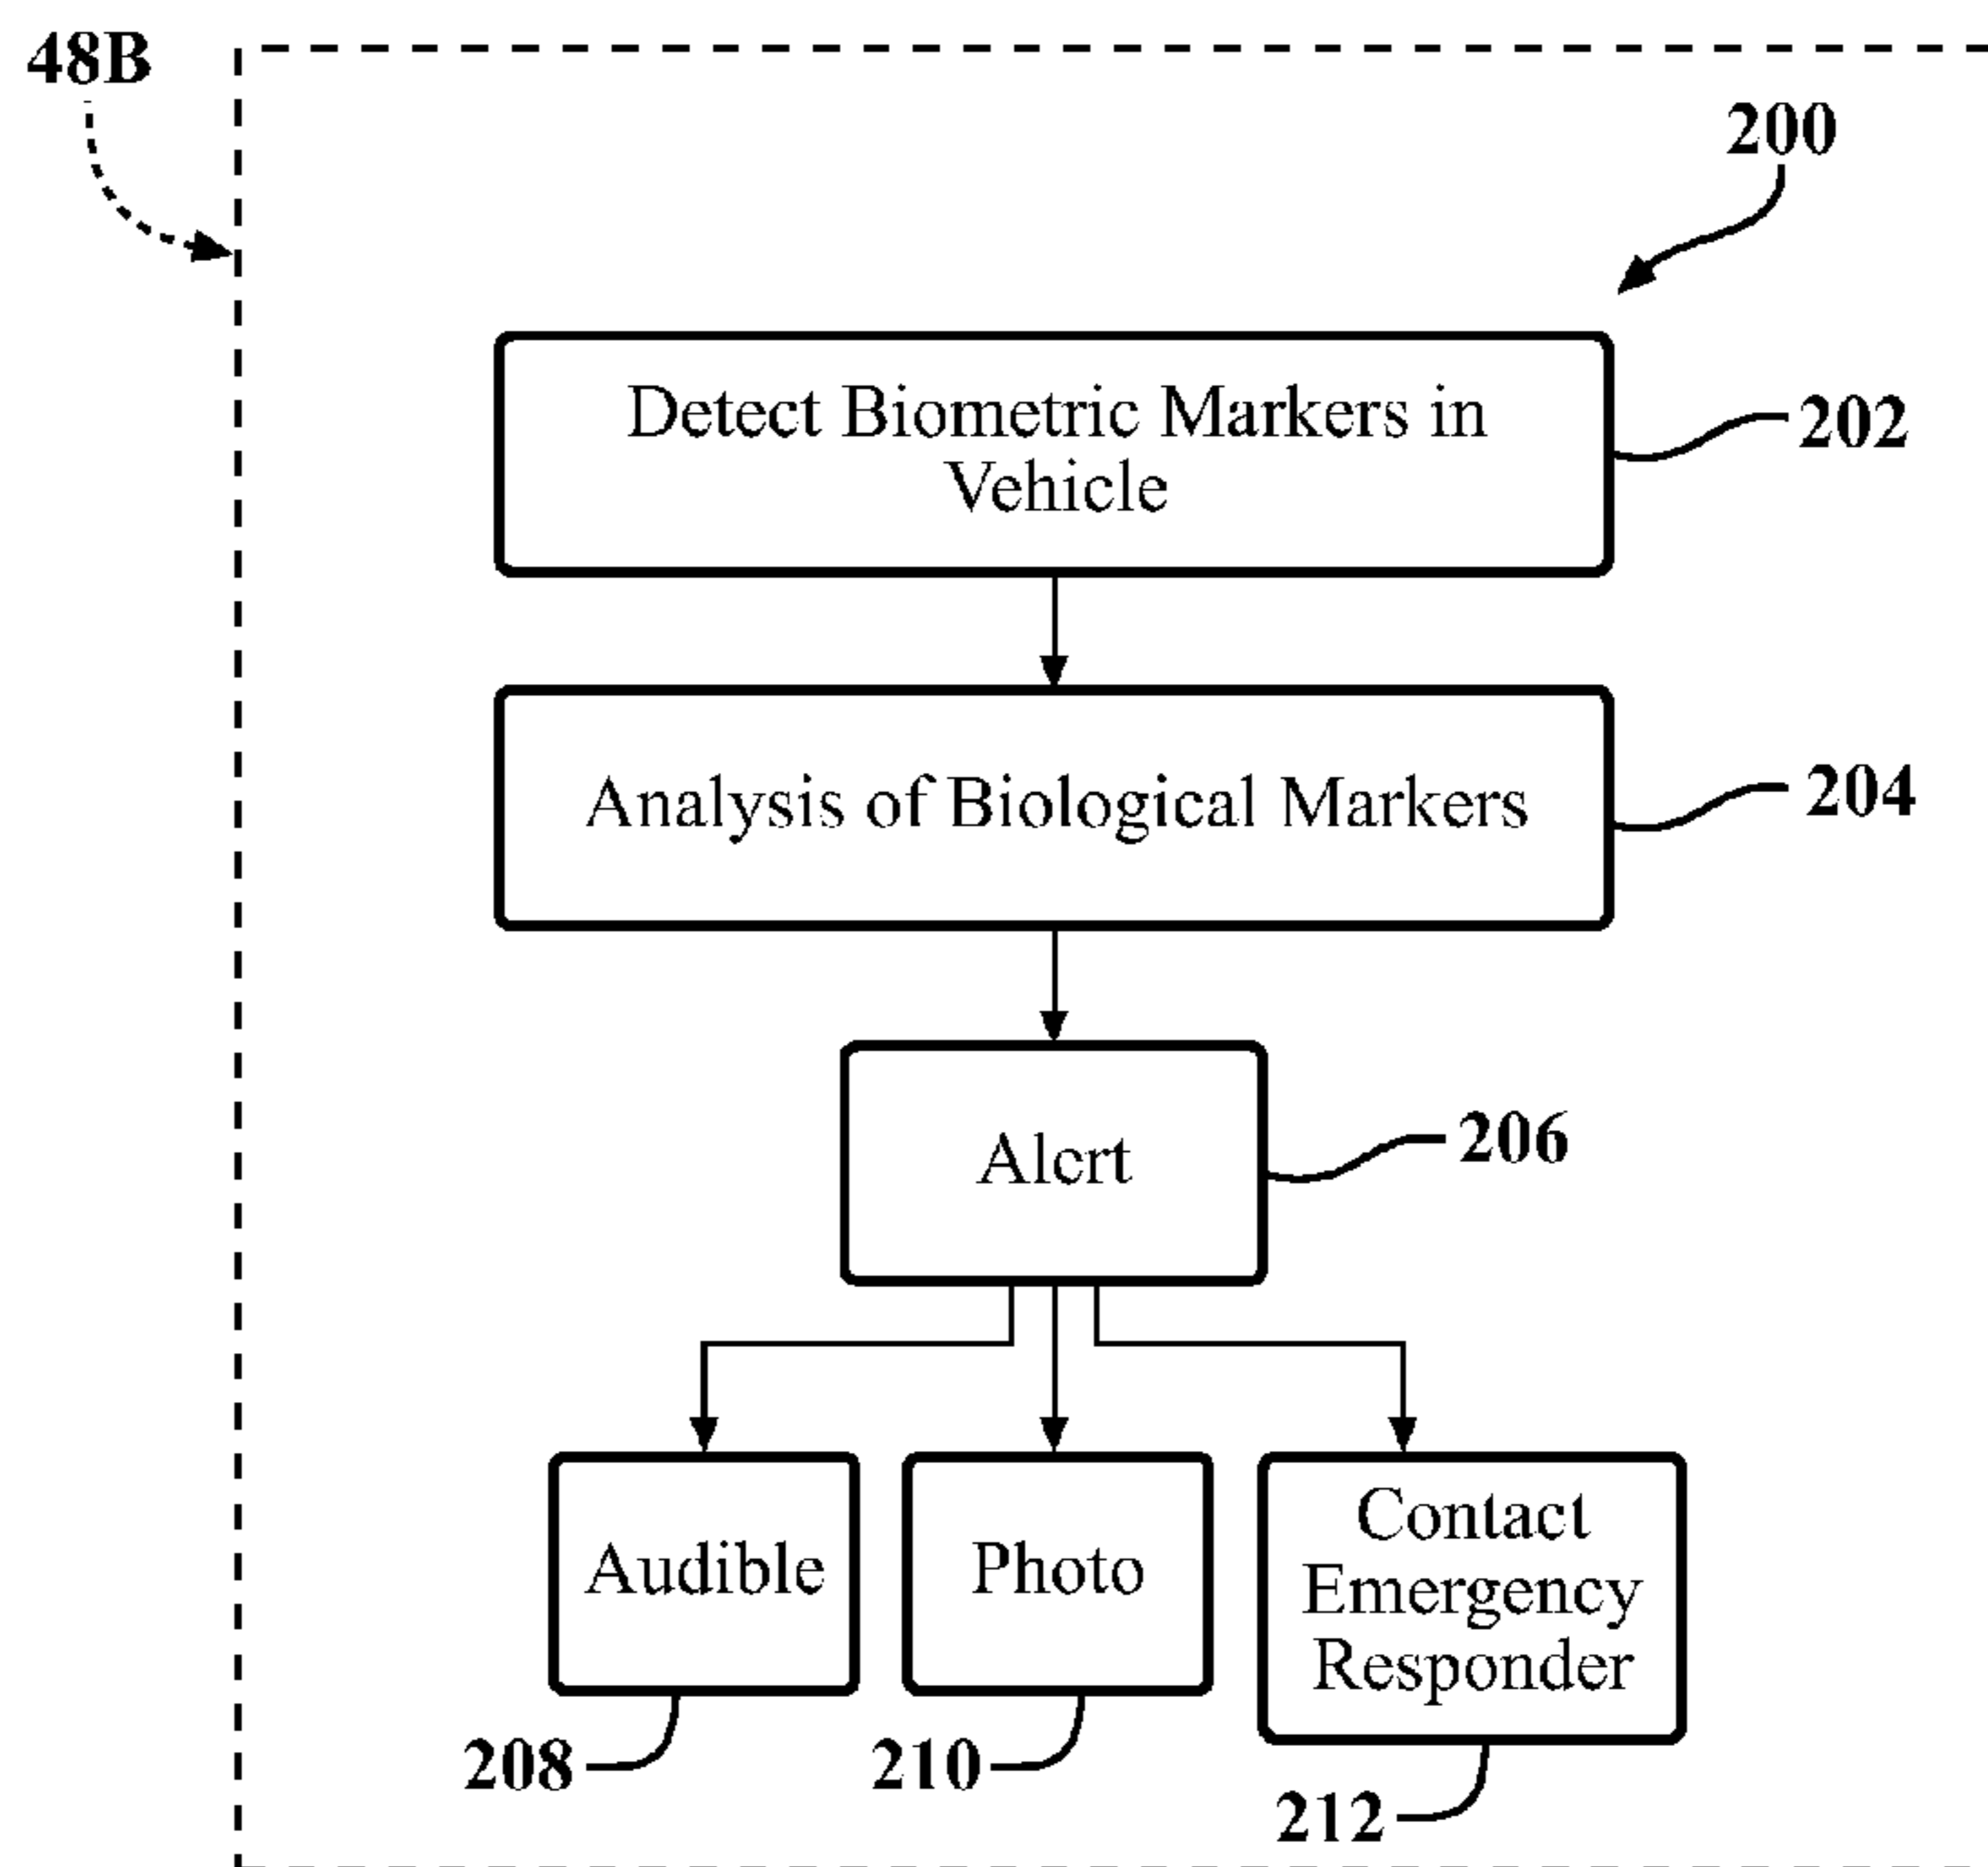 48B
200
Detect Biometric Markers in
Vehicle
202
Analysis of Biological Markers
204
Alert
206
Audible
Photo
Contact
Emergency
Responder
208
210
212